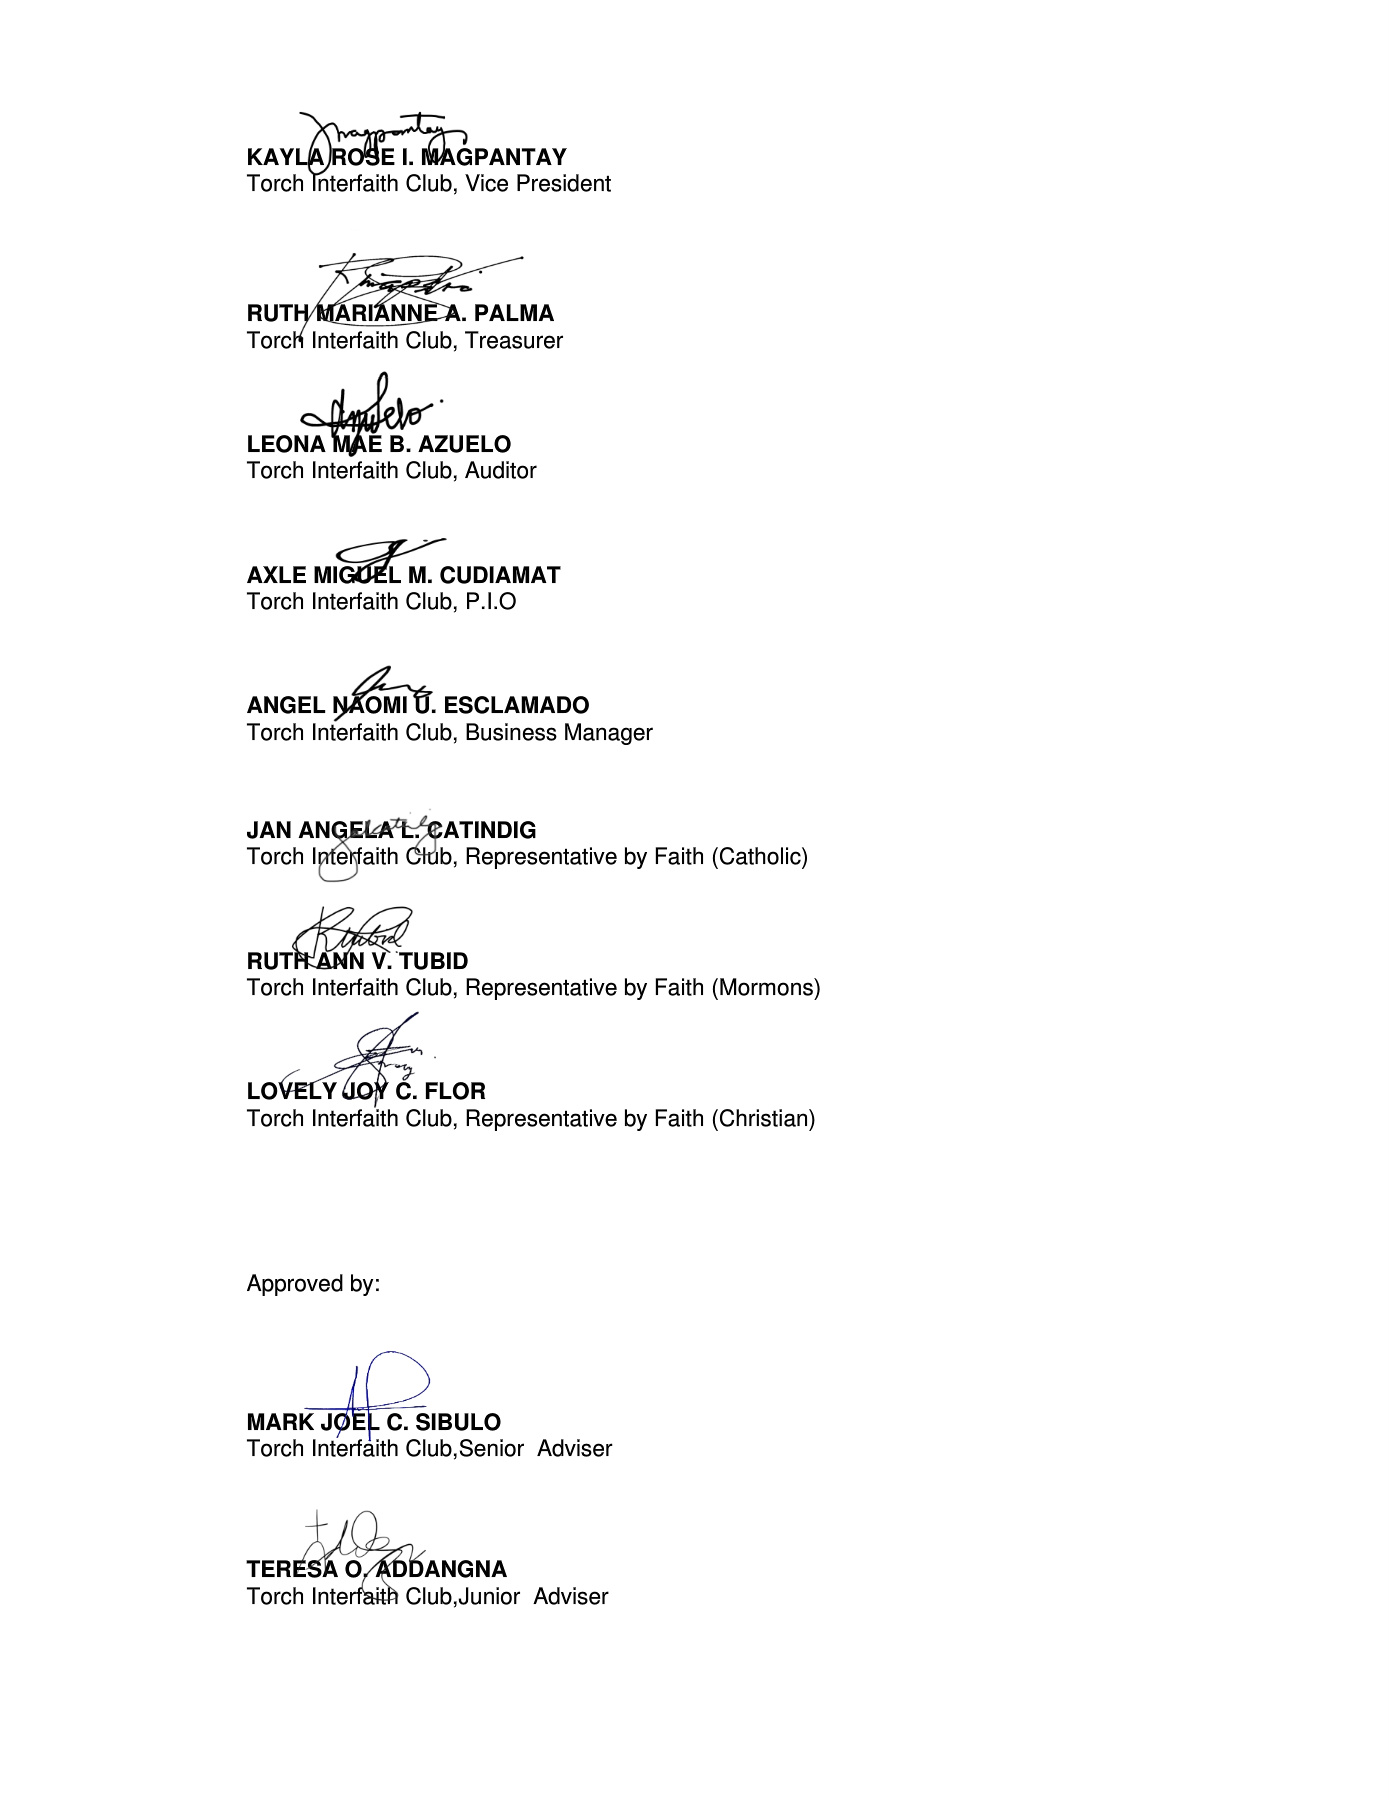 KAYLA ROSE I. MAGPANTAY
Torch Interfaith Club, Vice President
RUTH MARIANNE A. PALMA
Torch Interfaith Club, Treasurer
LEONA MAE B. AZUELO
Torch Interfaith Club, Auditor
AXLE MIGUEL M. CUDIAMAT
Torch Interfaith Club, P.I.O
ANGEL NAOMI U. ESCLAMADO
Torch Interfaith Club, Business Manager
JAN ANGELA L. CATINDIG
Torch Interfaith Club, Representative by Faith (Catholic)
RUTH ANN V. TUBID
Torch Interfaith Club, Representative by Faith (Mormons)
LOVELY JOY C. FLOR
Torch Interfaith Club, Representative by Faith (Christian)
Approved by:
MARK JOEL C. SIBULO
Torch Interfaith Club,Senior  Adviser
TERESA O. ADDANGNA
Torch Interfaith Club,Junior  Adviser